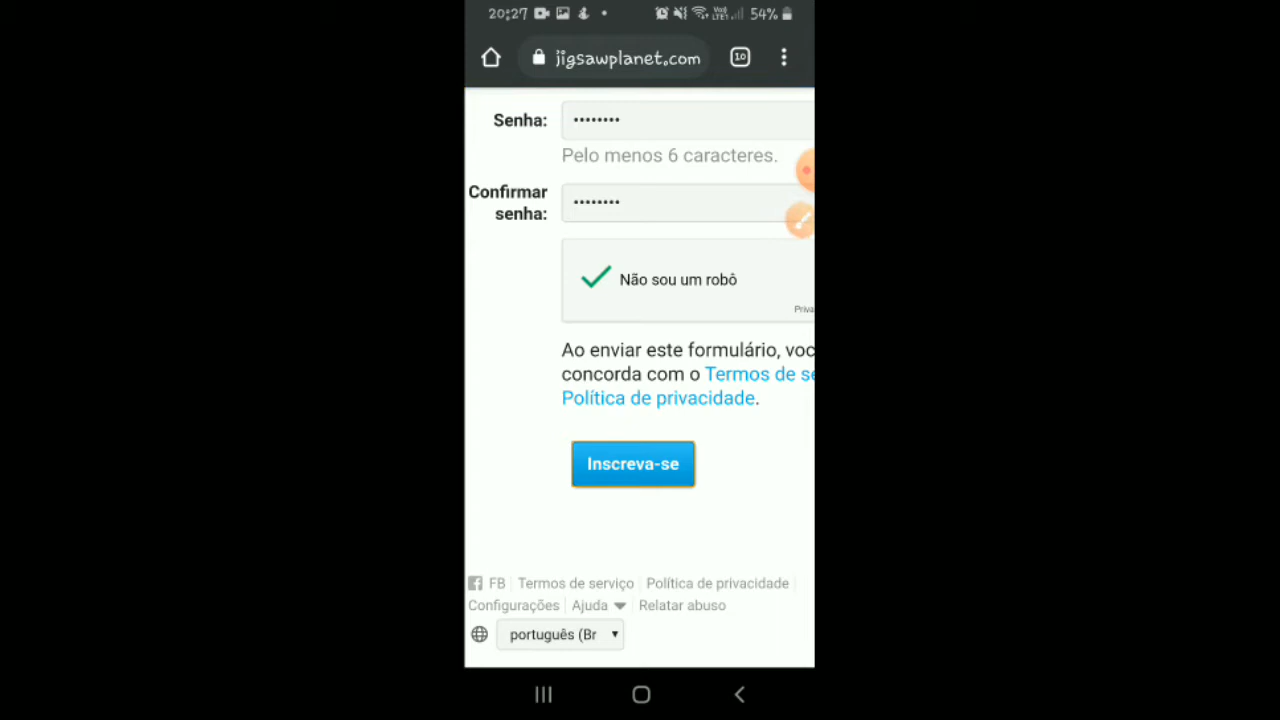 20:27 54%
jigsawplanet.com 10
Senha: ••••••••
Pelo menos 6 caracteres.
Confirmar
senha: ••••••••
Não sou um robô
Ao enviar este formulário,
concorda com o Termos de
Política de privacidade.
Inscreva-se
FB Termos de serviço Política de privacidade
Configurações Ajuda Relatar abuso
português (Br